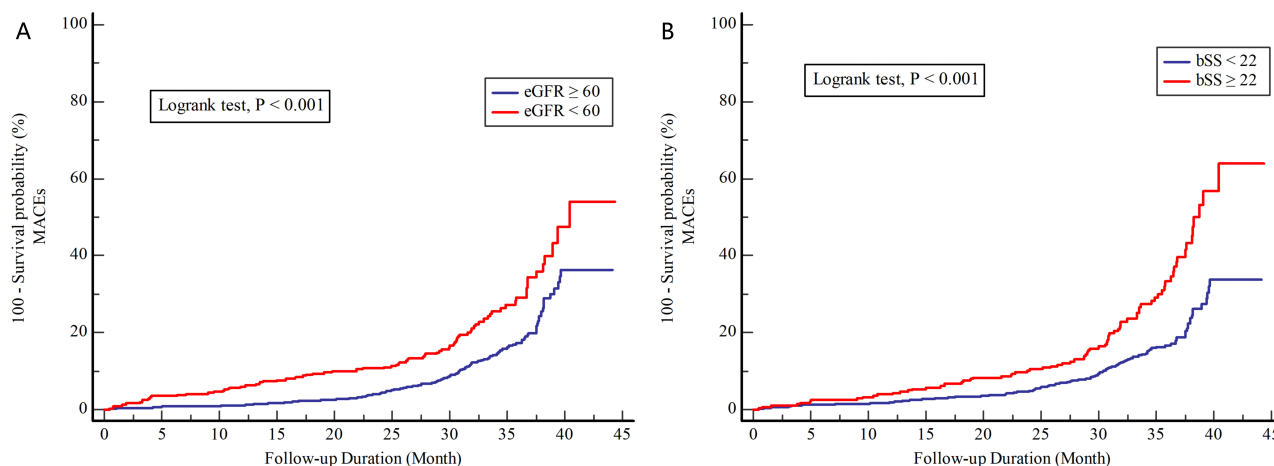 A
100 - Survival probability (%)
MACEs
100
80
60
40
20
0
Logrank test, P < 0.001
eGFR ≥ 60
eGFR < 60
0 5 10 15 20 25 30 35 40 45
Follow-up Duration (Month)
B
100 - Survival probability (%)
MACEs
100
80
60
40
20
0
Logrank test, P < 0.001
bSS < 22
bSS ≥ 22
0 5 10 15 20 25 30 35 40 45
Follow-up Duration (Month)